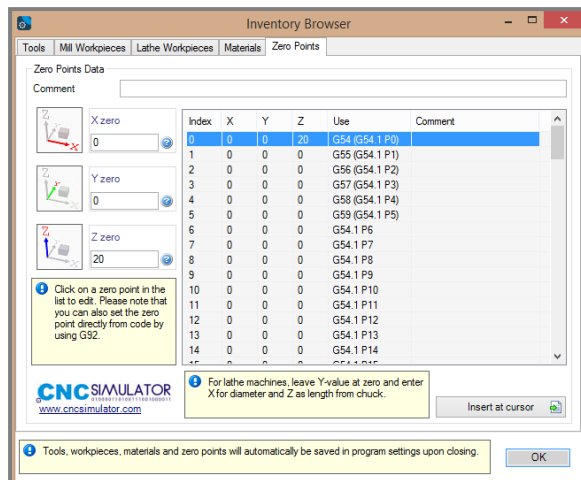 Inventory Browser
Tools Mill Workpieces Lathe Workpieces Materials Zero Points
Zero Points Data
Comment
Z
X
X zero
0
Z
Y
Y zero
0
Z
Z zero
20
Click on a zero point in the
list to edit. Please note that
you can also set the zero
point directly from code by
using G92.
Index X Y Z Use Comment
0 0 0 20 G54 (G54.1 P0)
1 0 0 0 G55 (G54.1 P1)
2 0 0 0 G56 (G54.1 P2)
3 0 0 0 G57 (G54.1 P3)
4 0 0 0 G58 (G54.1 P4)
5 0 0 0 G59 (G54.1 P5)
6 0 0 0 G54.1 P6
7 0 0 0 G54.1 P7
8 0 0 0 G54.1 P8
9 0 0 0 G54.1 P9
10 0 0 0 G54.1 P10
11 0 0 0 G54.1 P11
12 0 0 0 G54.1 P12
13 0 0 0 G54.1 P13
14 0 0 0 G54.1 P14
15 0 0 0 G54.1 P15
CNC SIMULATOR
www.cncsimulator.com
For lathe machines, leave Y-value at zero and enter
X for diameter and Z as length from chuck.
Insert at cursor
Tools, workpieces, materials and zero points will automatically be saved in program settings upon closing.
OK